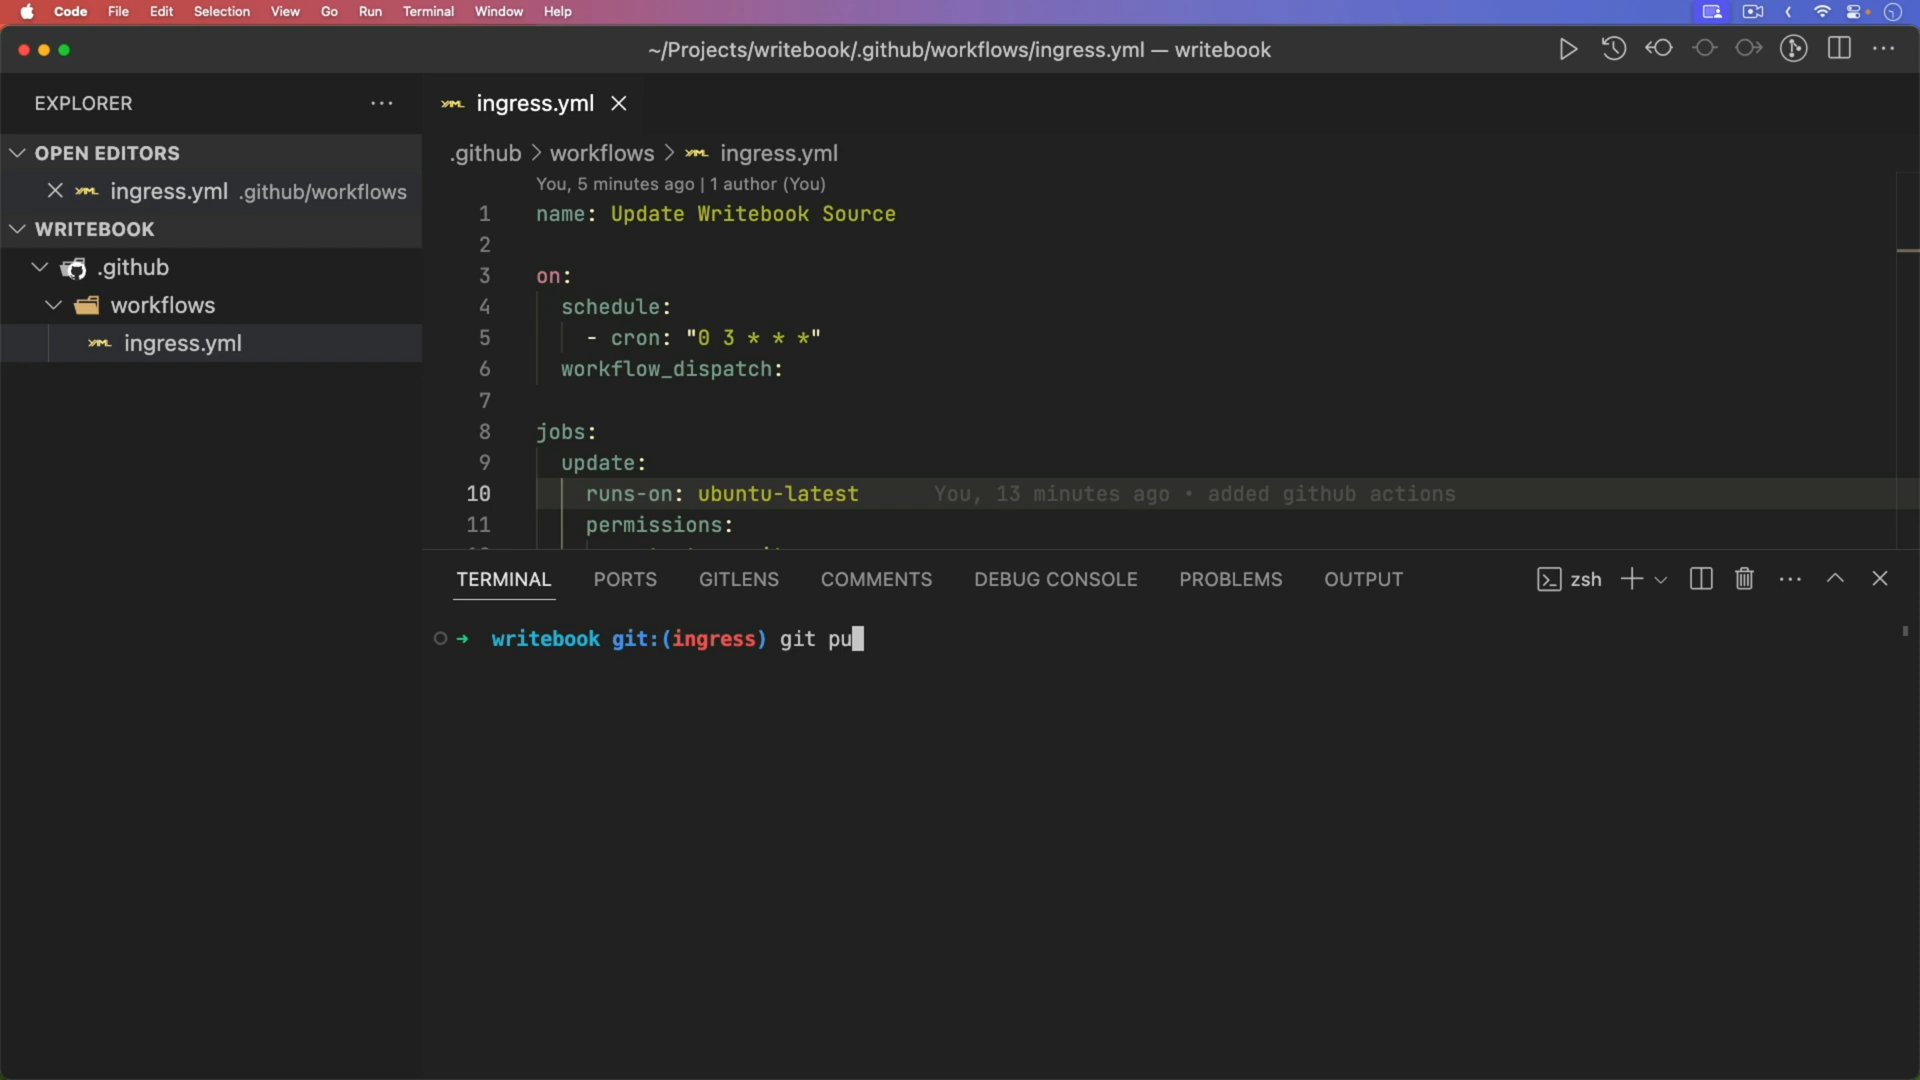 Code File Edit Selection View Go Run Terminal Window Help
~/Projects/writebook/.github/workflows/ingress.yml — writebook
EXPLORER
OPEN EDITORS
ingress.yml .github/workflows
WRITEBOOK
.github
workflows
ingress.yml
ingress.yml
.github > workflows > ingress.yml
You, 5 minutes ago | 1 author (You)
1 name: Update Writebook Source
2
3 on:
4 schedule:
5 - cron: "0 3 * * *"
6 workflow_dispatch:
7
8 jobs:
9 update:
10 runs-on: ubuntu-latest You, 13 minutes ago • added github actions
11 permissions:
TERMINAL PORTS GITLENS COMMENTS DEBUG CONSOLE PROBLEMS OUTPUT zsh
➜ writebook git:(ingress) git pu